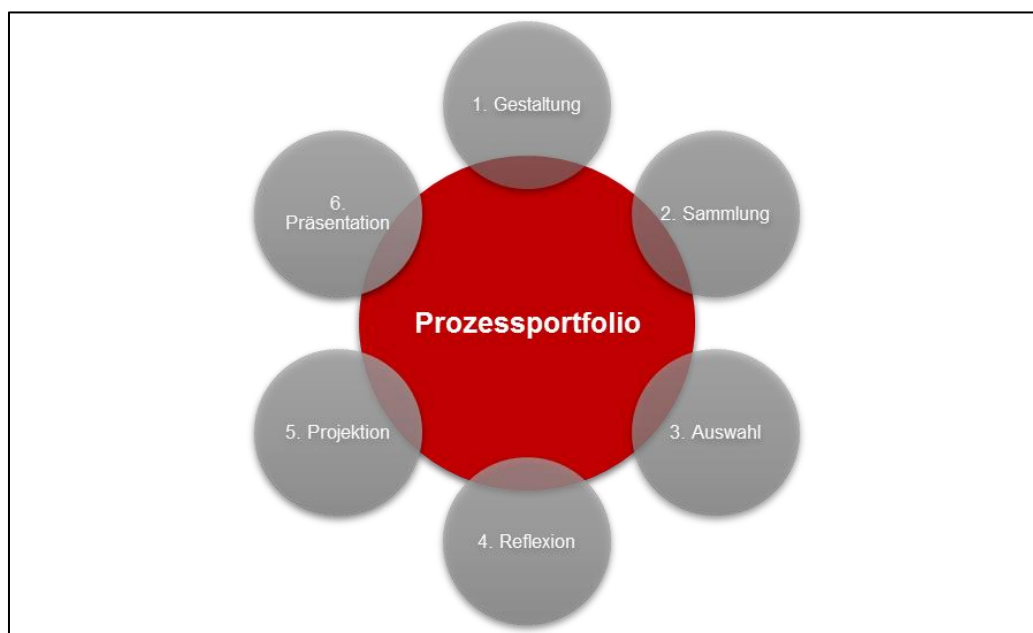 1. Gestaltung
2. Sammlung
3. Auswahl
4. Reflexion
5. Projektion
6.
Präsentation
Prozessportfolio